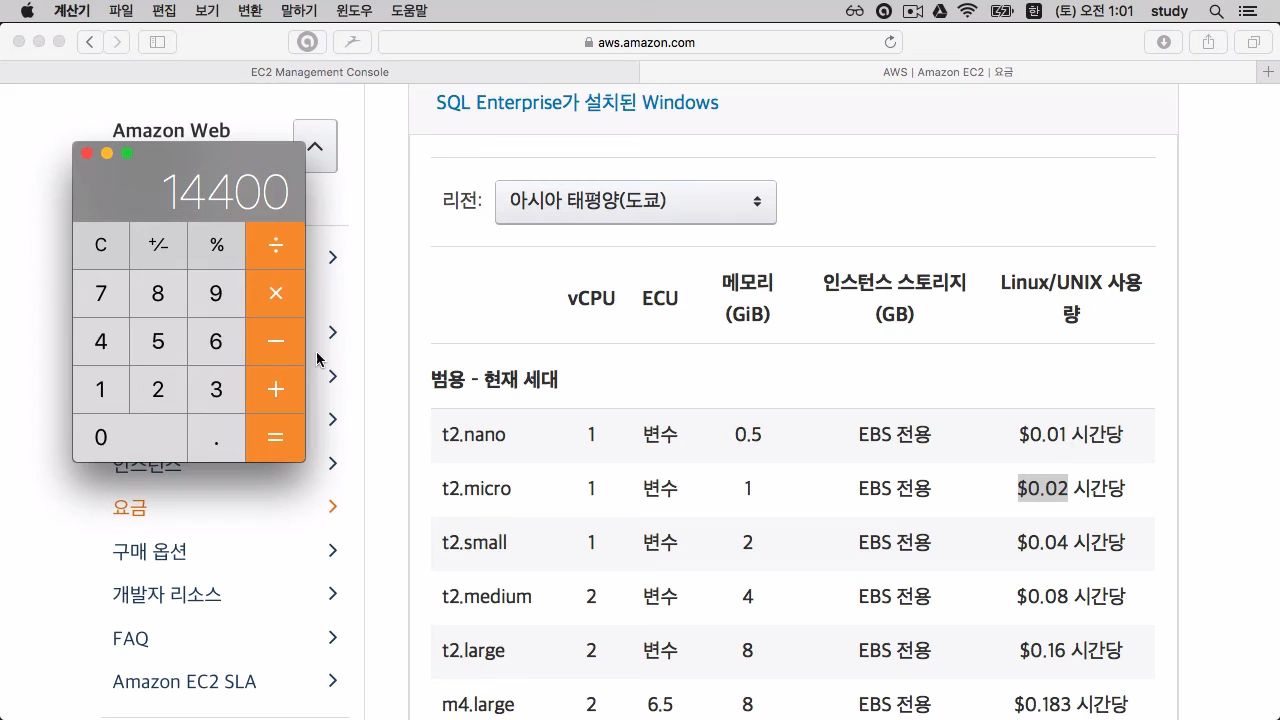 계산기 파일 편집 보기 변환 말하기 윈도우 도움말 한 (토) 오전 1:01 study
aws.amazon.com
EC2 Management Console
AWS | Amazon EC2 | 요금
SQL Enterprise가 설치된 Windows
Amazon Web
14400
C +/− % ÷
7 8 9 ×
4 5 6 −
1 2 3 +
0 . =
인스턴스
요금
구매 옵션
개발자 리소스
FAQ
Amazon EC2 SLA
리전: 아시아 태평양(도쿄)
vCPU ECU 메모리 (GiB) 인스턴스 스토리지 (GB) Linux/UNIX 사용량
범용 - 현재 세대
t2.nano 1 변수 0.5 EBS 전용 $0.01 시간당
t2.micro 1 변수 1 EBS 전용 $0.02 시간당
t2.small 1 변수 2 EBS 전용 $0.04 시간당
t2.medium 2 변수 4 EBS 전용 $0.08 시간당
t2.large 2 변수 8 EBS 전용 $0.16 시간당
m4.large 2 6.5 8 EBS 전용 $0.183 시간당